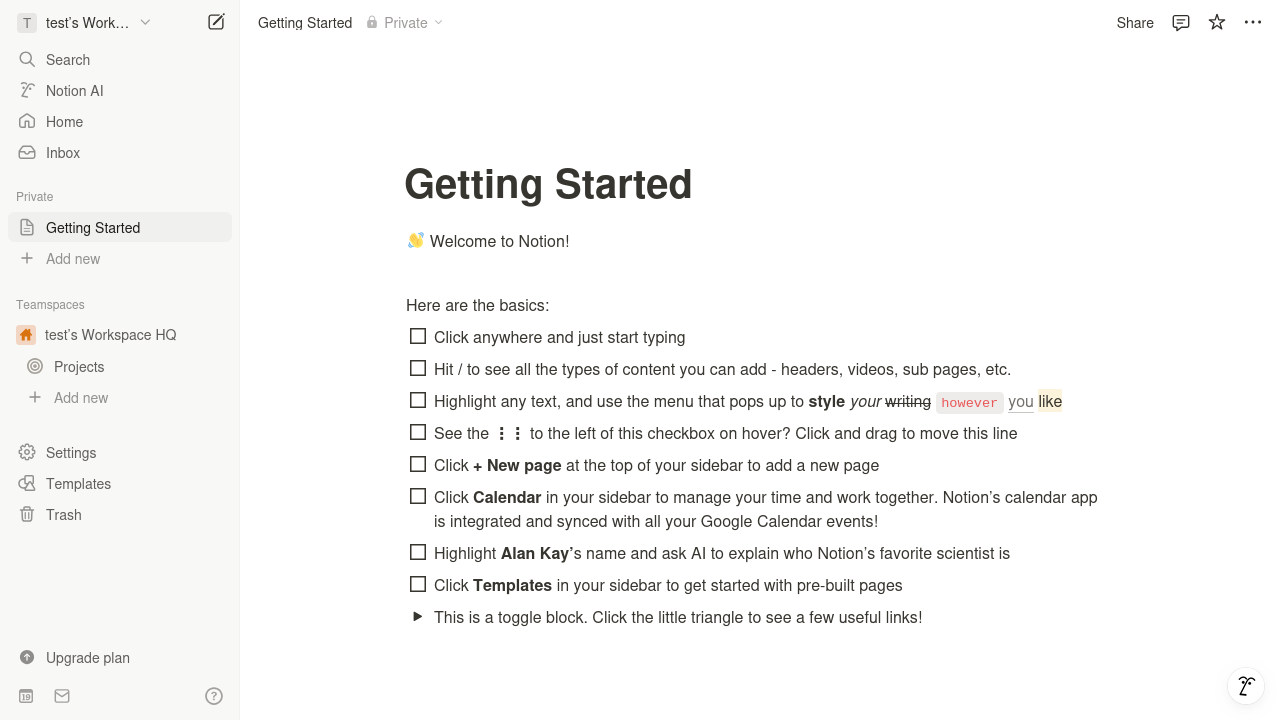 T test's Work…
Getting Started Private
Share
Search
Notion AI
Home
Inbox
Private
Getting Started
Add new
Teamspaces
test's Workspace HQ
Projects
Add new
Settings
Templates
Trash
Upgrade plan
19
?
Getting Started
👋 Welcome to Notion!
Here are the basics:
Click anywhere and just start typing
Hit / to see all the types of content you can add - headers, videos, sub pages, etc.
Highlight any text, and use the menu that pops up to style your writing however you like
See the ⋮⋮ to the left of this checkbox on hover? Click and drag to move this line
Click + New page at the top of your sidebar to add a new page
Click Calendar in your sidebar to manage your time and work together. Notion's calendar app
is integrated and synced with all your Google Calendar events!
Highlight Alan Kay's name and ask AI to explain who Notion's favorite scientist is
Click Templates in your sidebar to get started with pre-built pages
This is a toggle block. Click the little triangle to see a few useful links!